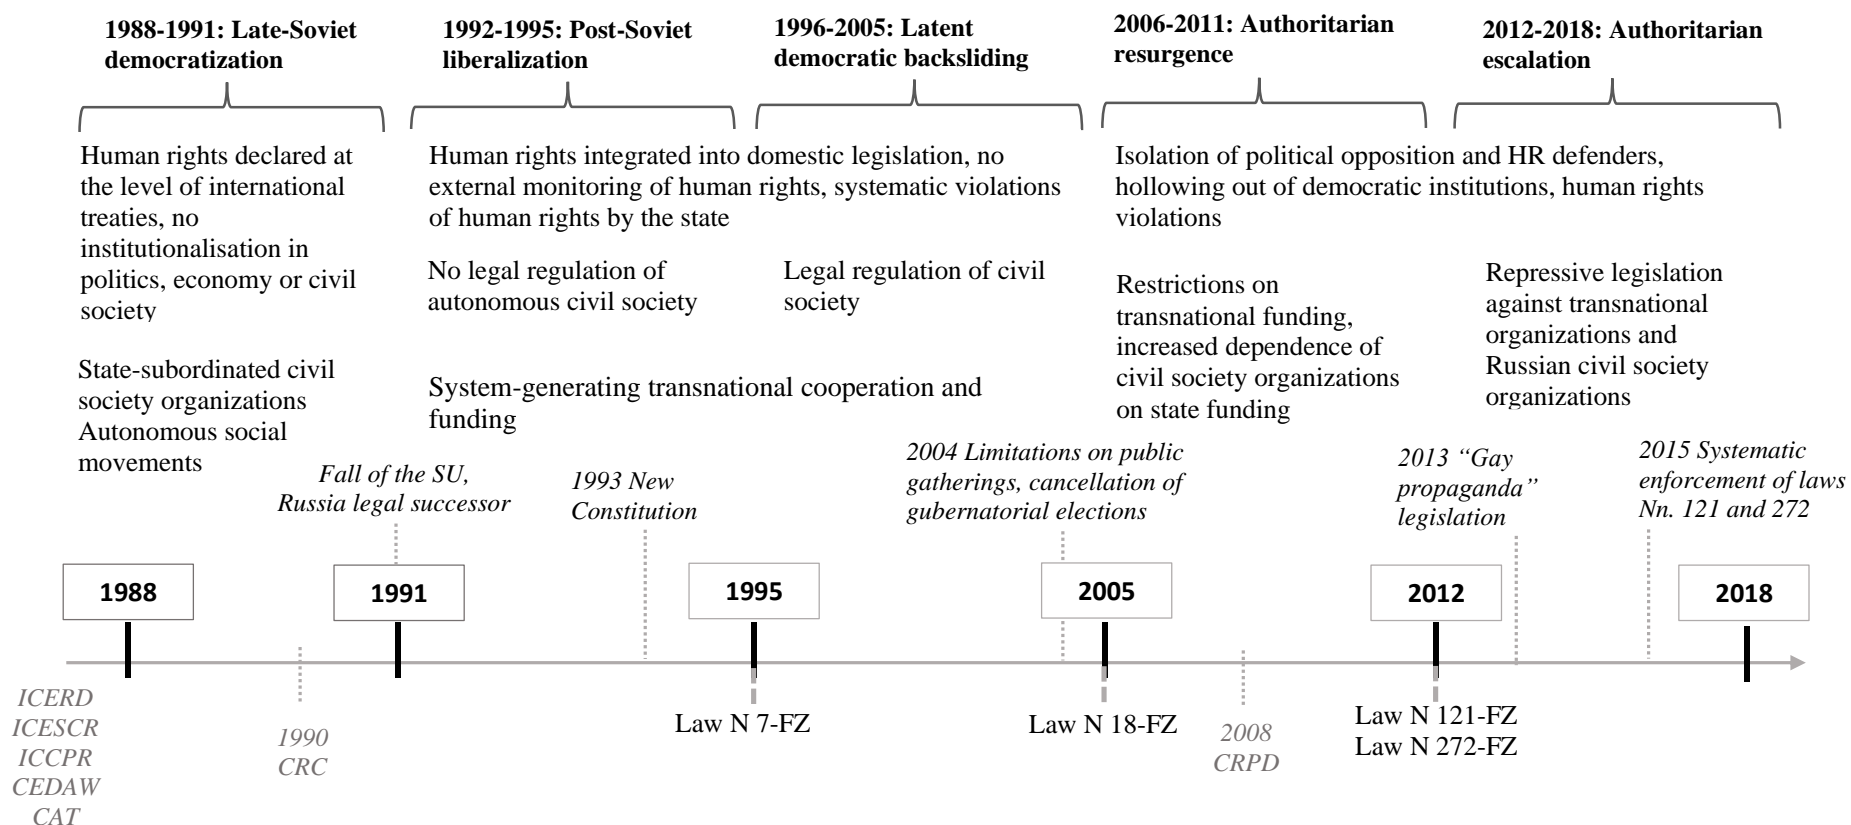 1988-1991: Late-Soviet
democratization
1992-1995: Post-Soviet
liberalization
1996-2005: Latent
democratic backsliding
2006-2011: Authoritarian
resurgence
2012-2018: Authoritarian
escalation
Human rights declared at
the level of international
treaties, no
institutionalisation in
politics, economy or civil
society
Human rights integrated into domestic legislation, no
external monitoring of human rights, systematic violations
of human rights by the state
Isolation of political opposition and HR defenders,
hollowing out of democratic institutions, human rights
violations
No legal regulation of
autonomous civil society
Legal regulation of civil
society
Restrictions on
transnational funding,
increased dependence of
civil society organizations
on state funding
Repressive legislation
against transnational
organizations and
Russian civil society
organizations
State-subordinated civil
society organizations
Autonomous social
movements
System-generating transnational cooperation and
funding
Fall of the SU,
Russia legal successor
1993 New
Constitution
2004 Limitations on public
gatherings, cancellation of
gubernatorial elections
2013 “Gay
propaganda”
legislation
2015 Systematic
enforcement of laws
Nn. 121 and 272
1988
1991
1995
2005
2012
2018
ICERD
ICESCR
ICCPR
CEDAW
CAT
1990
CRC
Law N 7-FZ
Law N 18-FZ
2008
CRPD
Law N 121-FZ
Law N 272-FZ